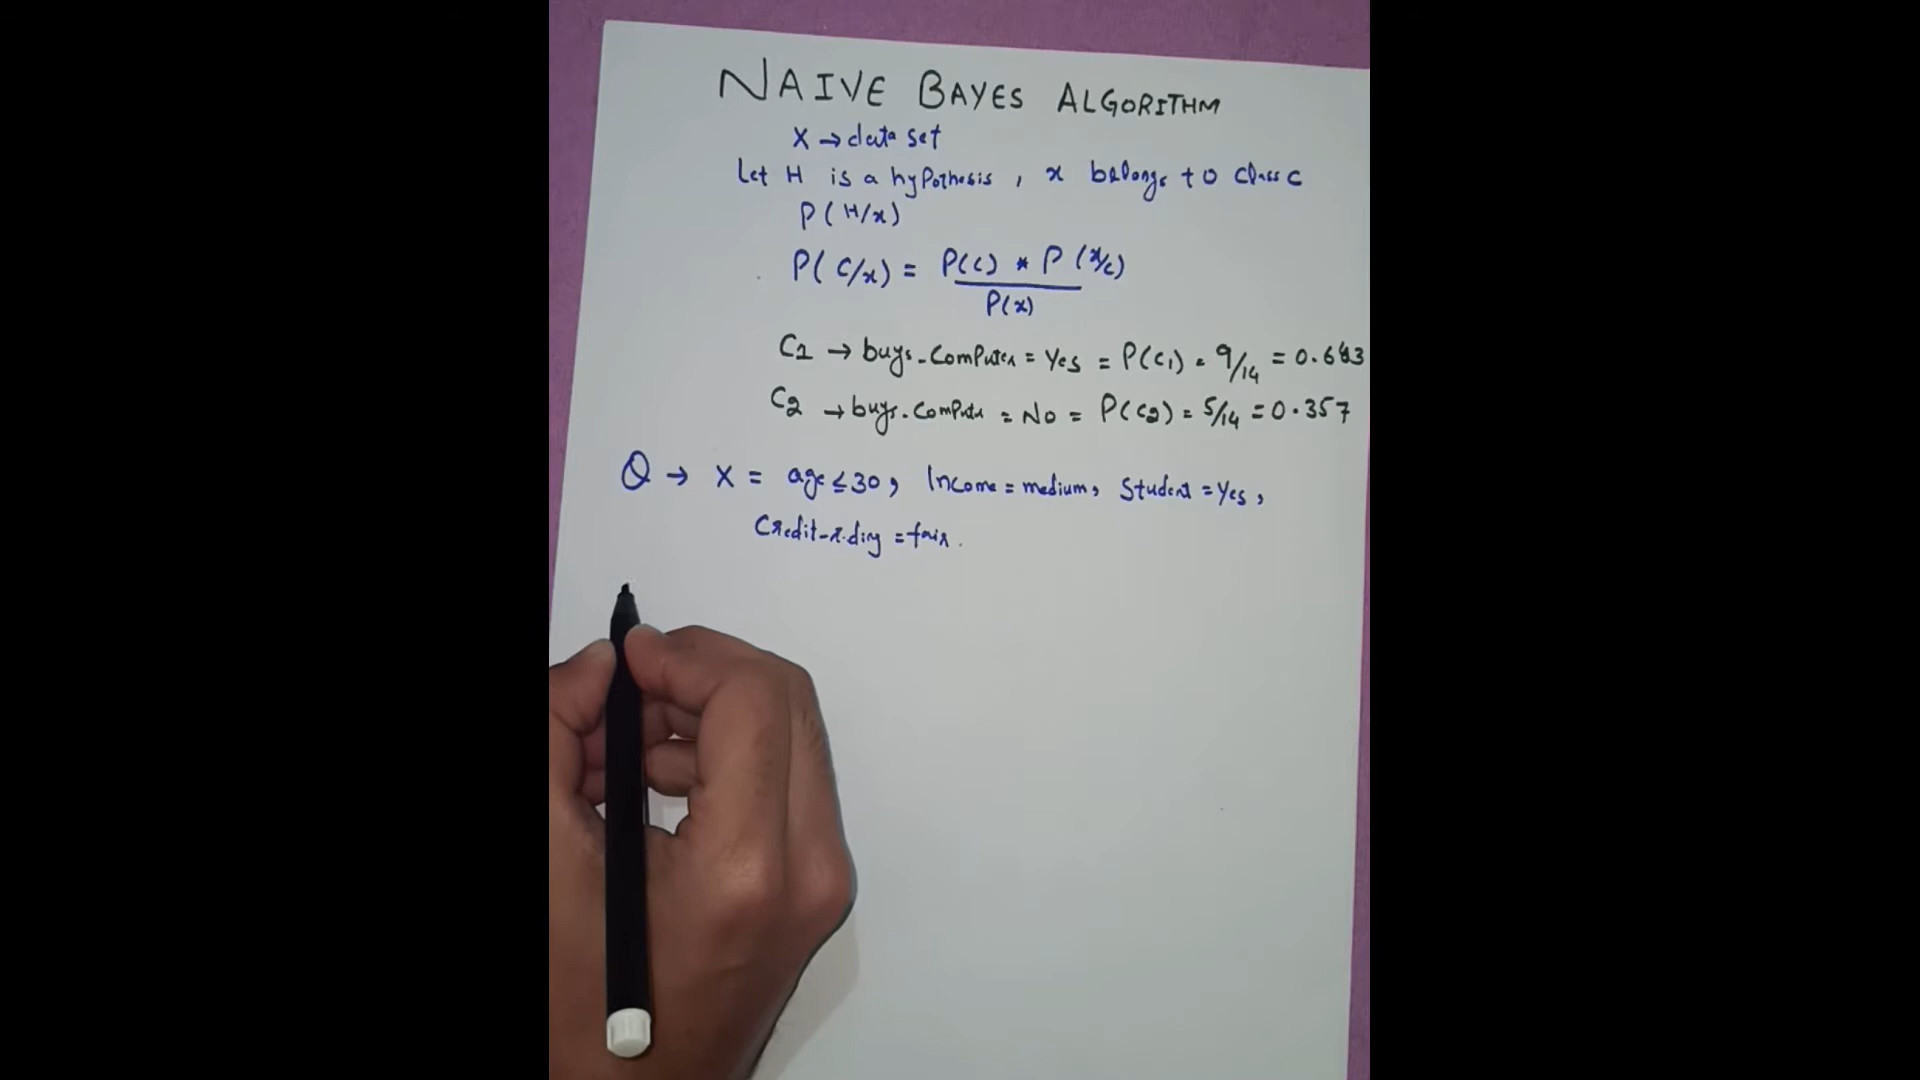 NAIVE BAYES ALGORITHM
X → data set
Let H is a hypothesis, x belongs to class c
P(H/x)
P(C/x) = P(C) * P(x/c)
P(x)
C1 → buys_computer = Yes = P(c1) = 9/14 = 0.643
C2 → buys_computer = No = P(c2) = 5/14 = 0.357
Q → X = age ≤ 30, Income = medium, Student = Yes,
Credit = fair.